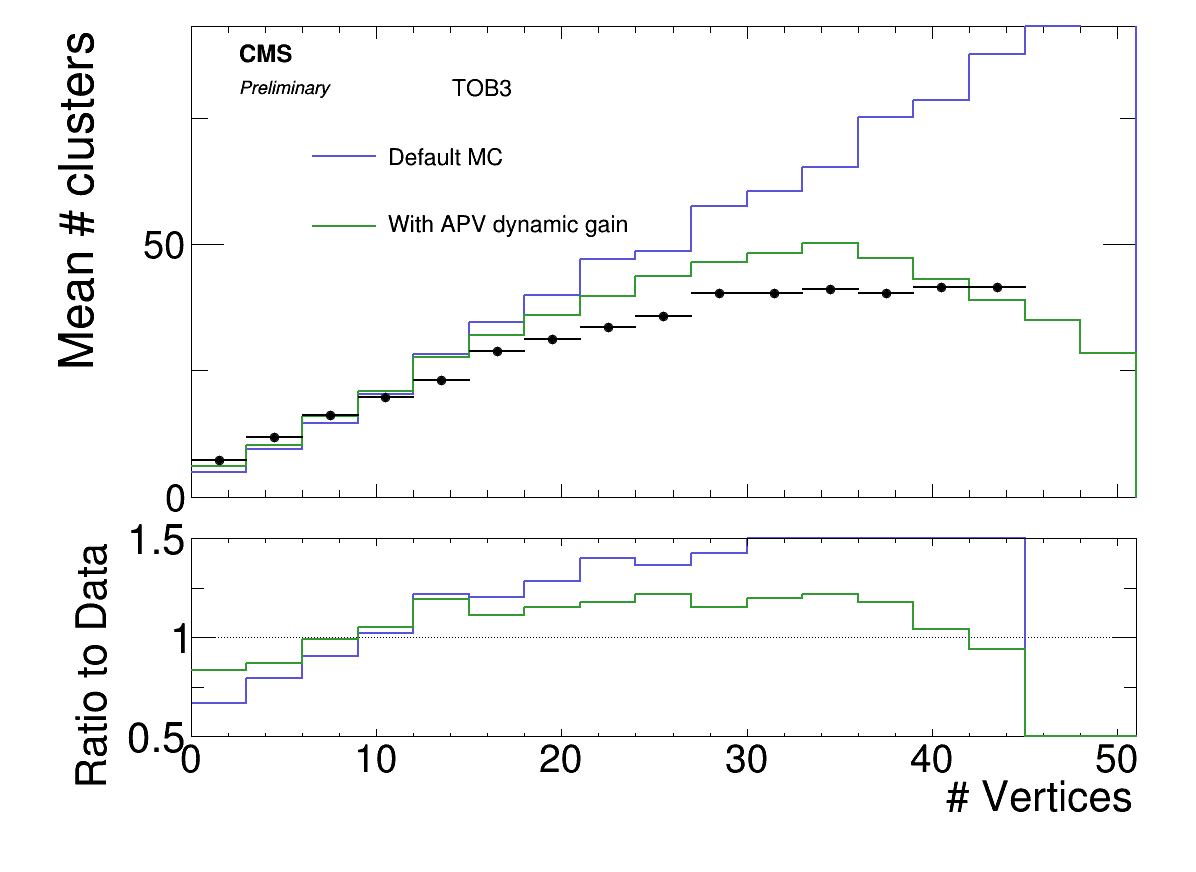 CMS
Preliminary
TOB3
Default MC
With APV dynamic gain
Mean # clusters
50
0
Ratio to Data
1.5
1
0.5
0 10 20 30 40 50
# Vertices